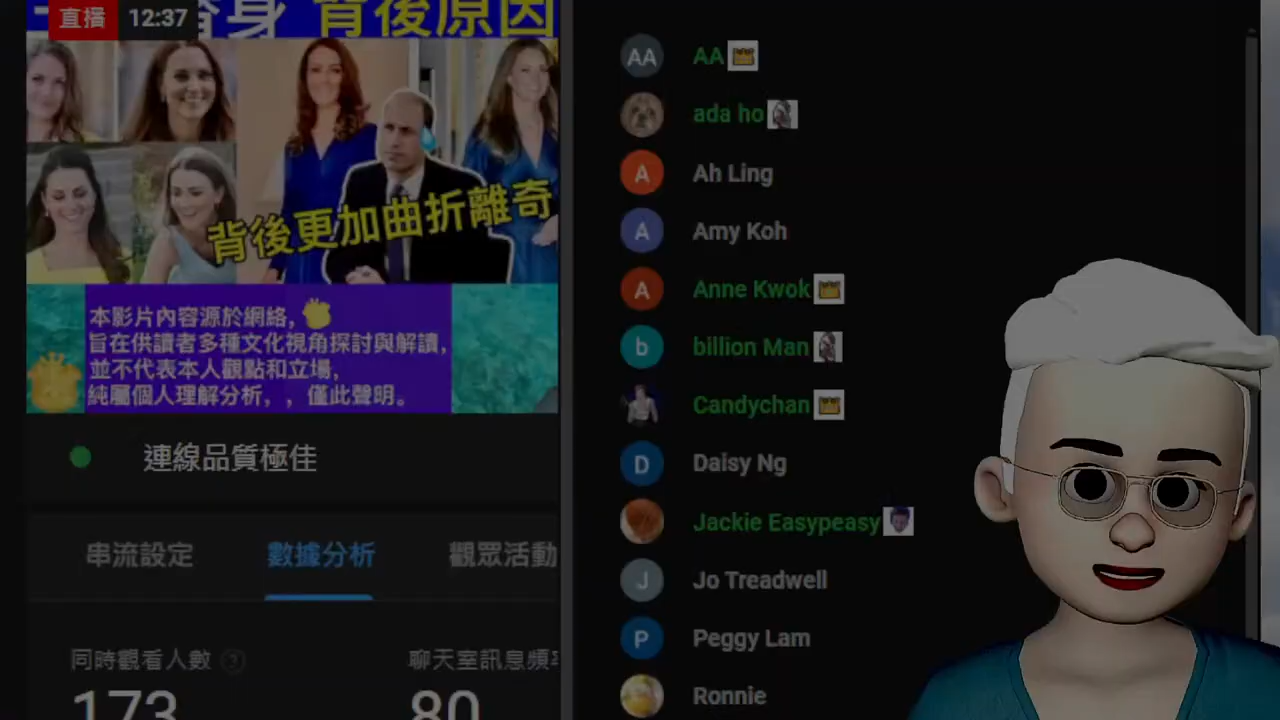 直播 12:37
替身 背後原因
背後更加曲折離奇
本影片內容源於網絡,
旨在供讀者多種文化視角探討與解讀,
並不代表本人觀點和立場,
純屬個人理解分析,，僅此聲明。
連線品質極佳
串流設定 數據分析 觀眾活動
同時觀看人數 ? 聊天室訊息頻率
173 80
AA AA
ada ho
A Ah Ling
A Amy Koh
A Anne Kwok
b billion Man
Candychan
D Daisy Ng
Jackie Easypeasy
J Jo Treadwell
P Peggy Lam
Ronnie